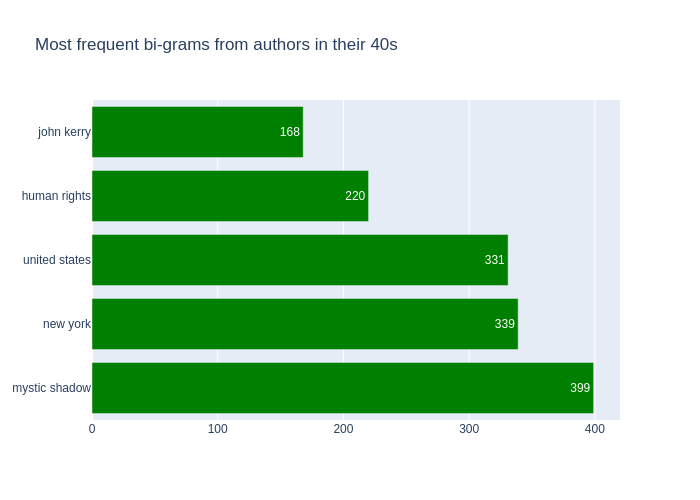 Most frequent bi-grams from authors in their 40s
john kerry 168
human rights 220
united states 331
new york 339
mystic shadow 399
0 100 200 300 400